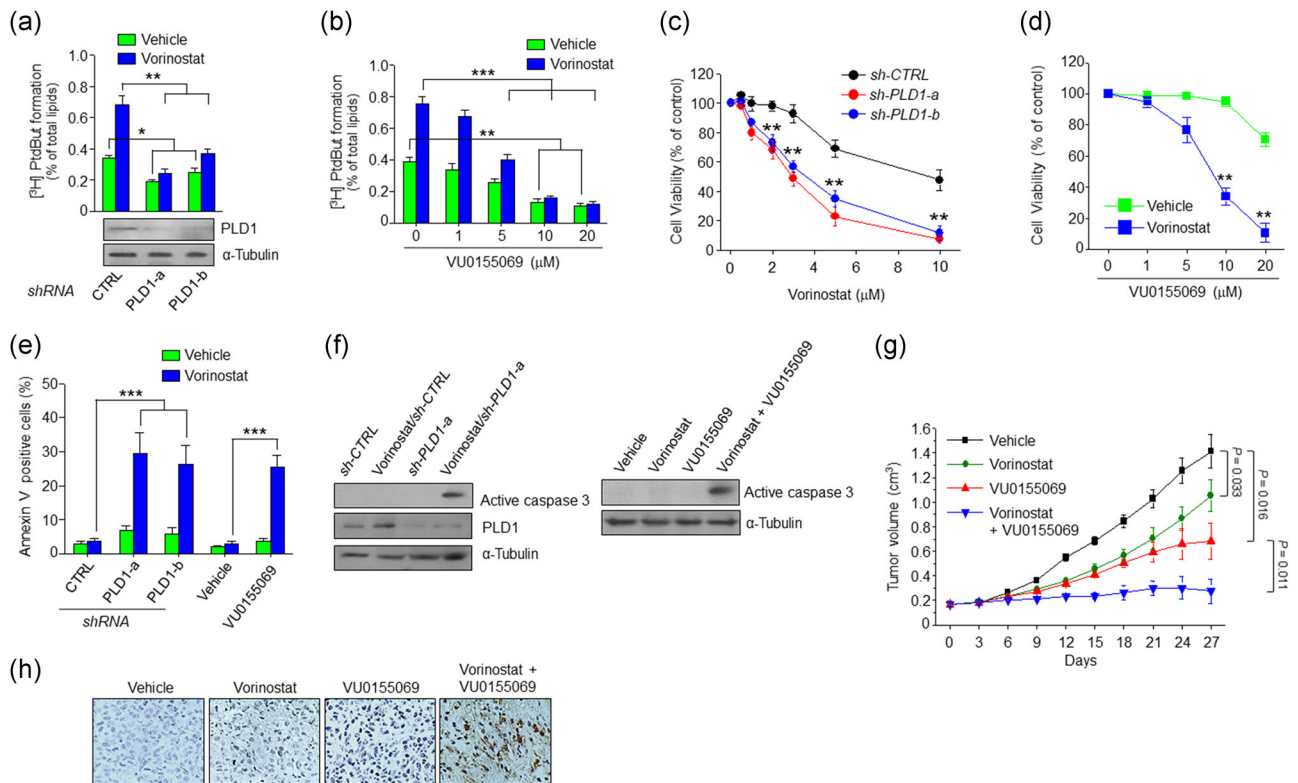 (a)
Vehicle
Vorinostat
[³H] PtdBut formation
(% of total lipids)
0.8
0.6
0.4
0.2
0.0
**
*
PLD1
α-Tubulin
shRNA
CTRL
PLD1-a
PLD1-b
(b)
Vehicle
Vorinostat
[³H] PtdBut formation
(% of total lipids)
1.0
0.8
0.6
0.4
0.2
0.0
***
**
0 1 5 10 20
VU0155069 (μM)
(c)
sh-CTRL
sh-PLD1-a
sh-PLD1-b
Cell Viability (% of control)
120
100
80
60
40
20
0
** ** ** **
0 2 4 6 8 10
Vorinostat (μM)
(d)
Cell Viability (% of control)
120
100
80
60
40
120
0
**
**
Vehicle
Vorinostat
0 1 5 10 20
VU0155069 (μM)
(e)
Vehicle
Vorinostat
Annexin V positive cells (%)
50
40
30
20
10
0
***
***
CTRL
PLD1-a
PLD1-b
Vehicle
VU0155069
shRNA
(f)
sh-CTRL
Vorinostat/sh-CTRL
sh-PLD1-a
Vorinostat/sh-PLD1-a
Active caspase 3
PLD1
α-Tubulin
Vehicle
Vorinostat
VU0155069
Vorinostat + VU0155069
Active caspase 3
α-Tubulin
(g)
Vehicle
Vorinostat
VU0155069
Vorinostat
+ VU0155069
Tumor volume (cm³)
1.6
1.4
1.2
1.0
0.8
0.6
0.4
0.2
0
P = 0.033
P = 0.016
P = 0.011
0 3 6 9 12 15 18 21 24 27
Days
(h)
Vehicle
Vorinostat
VU0155069
Vorinostat +
VU0155069